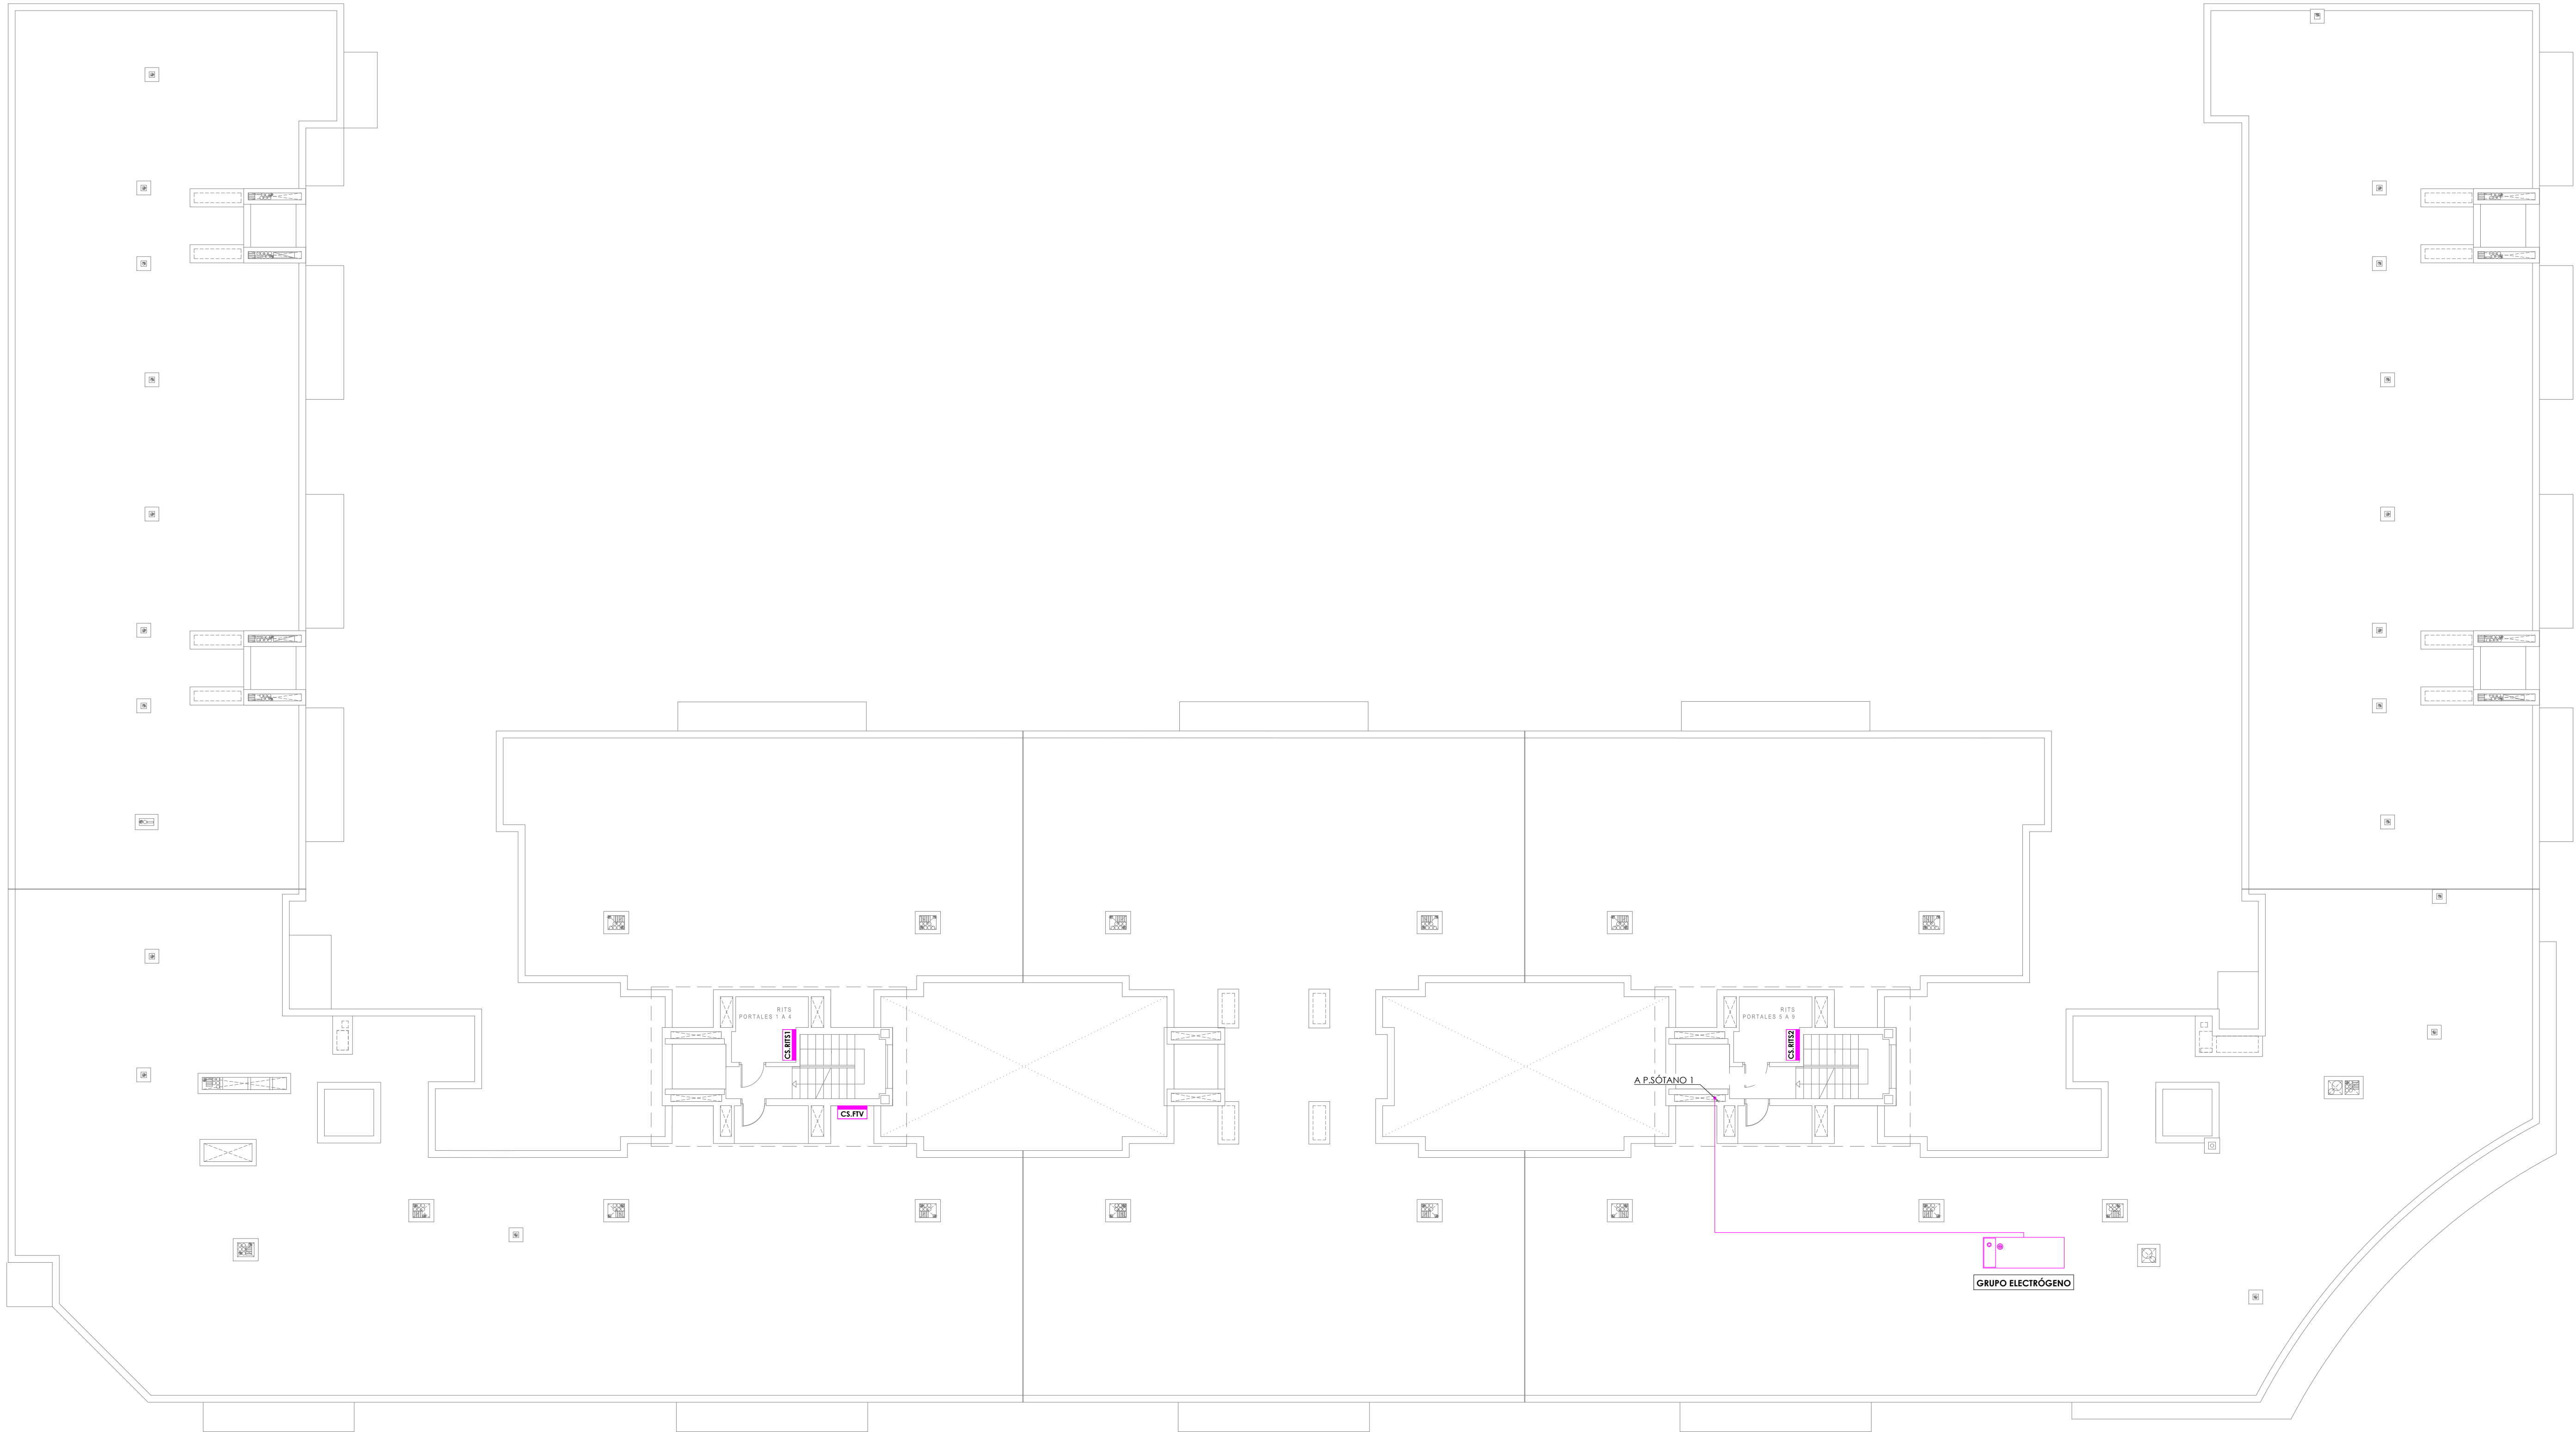 RITS
PORTALES 1 A 4
CS.RITS1
CS.FTV
RITS
PORTALES 5 A 9
CS.RITS2
A P.SÓTANO 1
GRUPO ELECTRÓGENO